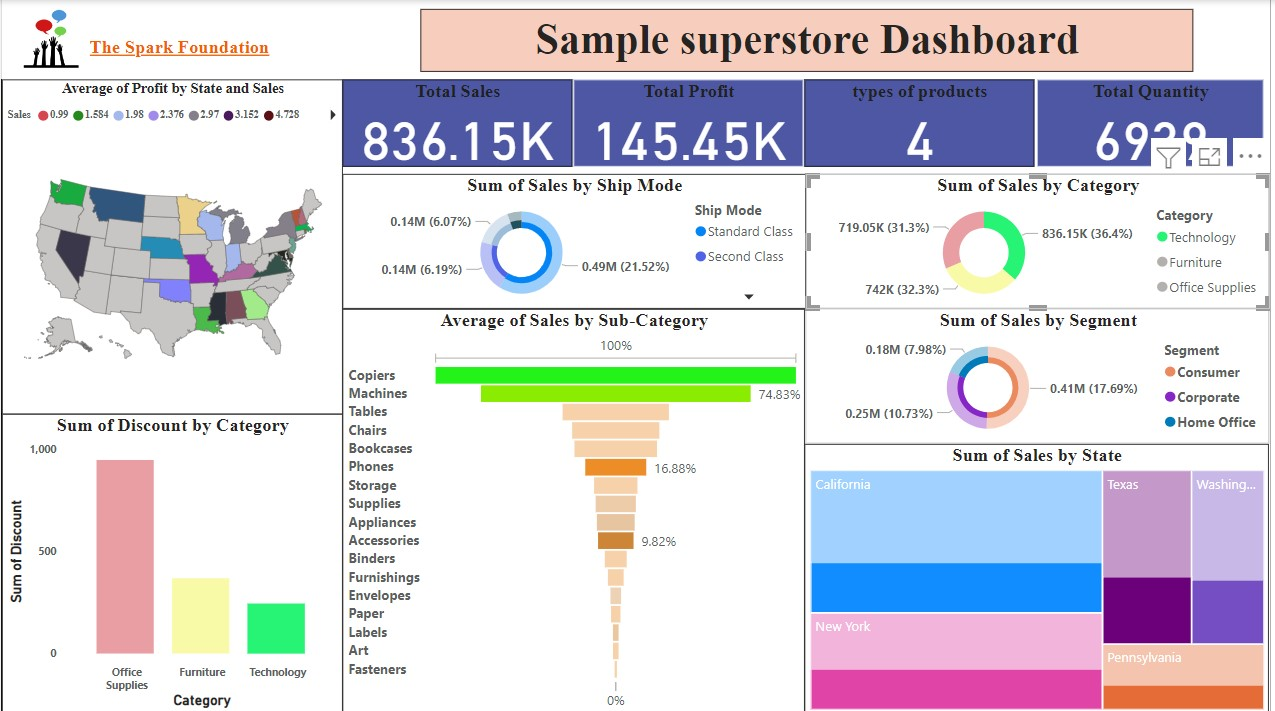 The Spark Foundation
Sample superstore Dashboard
Average of Profit by State and Sales
Sales 0.99 1.584 1.98 2.376 2.97 3.152 4.728
Total Sales
836.15K
Total Profit
145.45K
types of products
4
Total Quantity
6939
Sum of Sales by Ship Mode
0.14M (6.07%)
0.14M (6.19%)
0.49M (21.52%)
Ship Mode
Standard Class
Second Class
Sum of Sales by Category
719.05K (31.3%)
836.15K (36.4%)
742K (32.3%)
Category
Technology
Furniture
Office Supplies
Average of Sales by Sub-Category
100%
Copiers
Machines
74.83%
Tables
Chairs
Bookcases
Phones
16.88%
Storage
Supplies
Appliances
Accessories
9.82%
Binders
Furnishings
Envelopes
Paper
Labels
Art
Fasteners
0%
Sum of Sales by Segment
0.18M (7.98%)
0.41M (17.69%)
0.25M (10.73%)
Segment
Consumer
Corporate
Home Office
Sum of Discount by Category
1,000
500
0
Sum of Discount
Office
Supplies
Furniture
Technology
Category
Sum of Sales by State
California
Texas
Washing...
New York
Pennsylvania